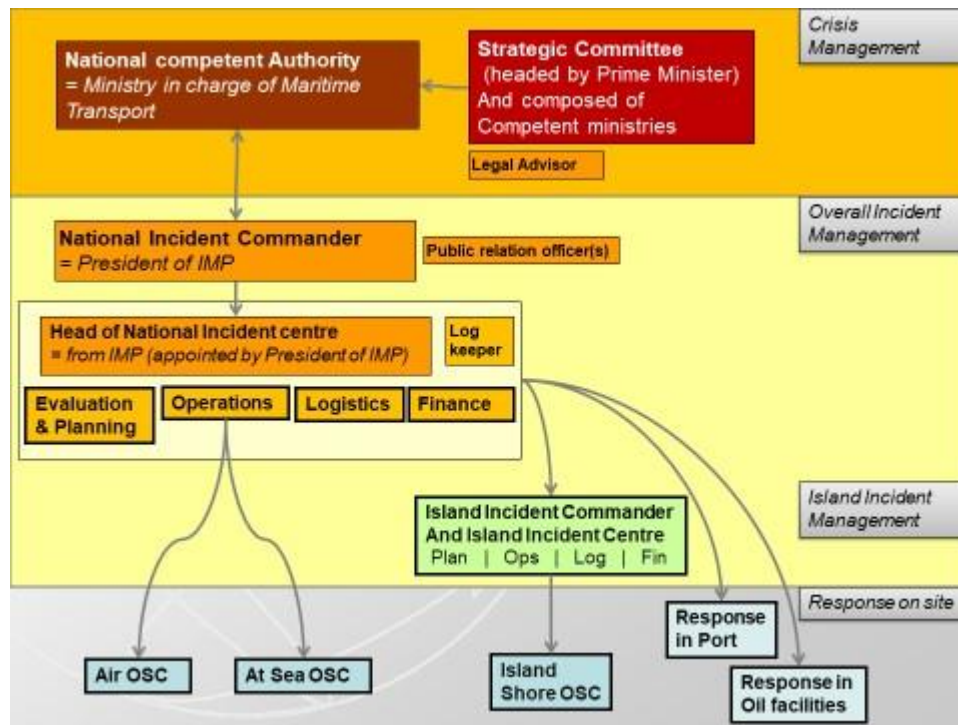 Crisis
Management
National competent Authority
= Ministry in charge of Maritime
Transport
Strategic Committee
(headed by Prime Minister)
And composed of
Competent ministries
Legal Advisor
Overall Incident
Management
National Incident Commander
= President of IMP
Public relation officer(s)
Head of National Incident centre
= from IMP (appointed by President of IMP)
Log
keeper
Evaluation
& Planning
Operations
Logistics
Finance
Island Incident
Management
Island Incident Commander
And Island Incident Centre
Plan | Ops | Log | Fin
Response on site
Air OSC
At Sea OSC
Island
Shore OSC
Response
in Port
Response in
Oil facilities